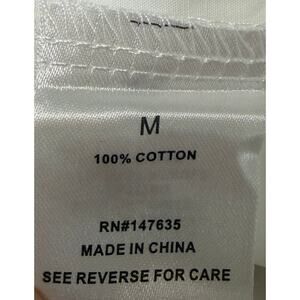 M
100% COTTON
RN#147635
MADE IN CHINA
SEE REVERSE FOR CARE